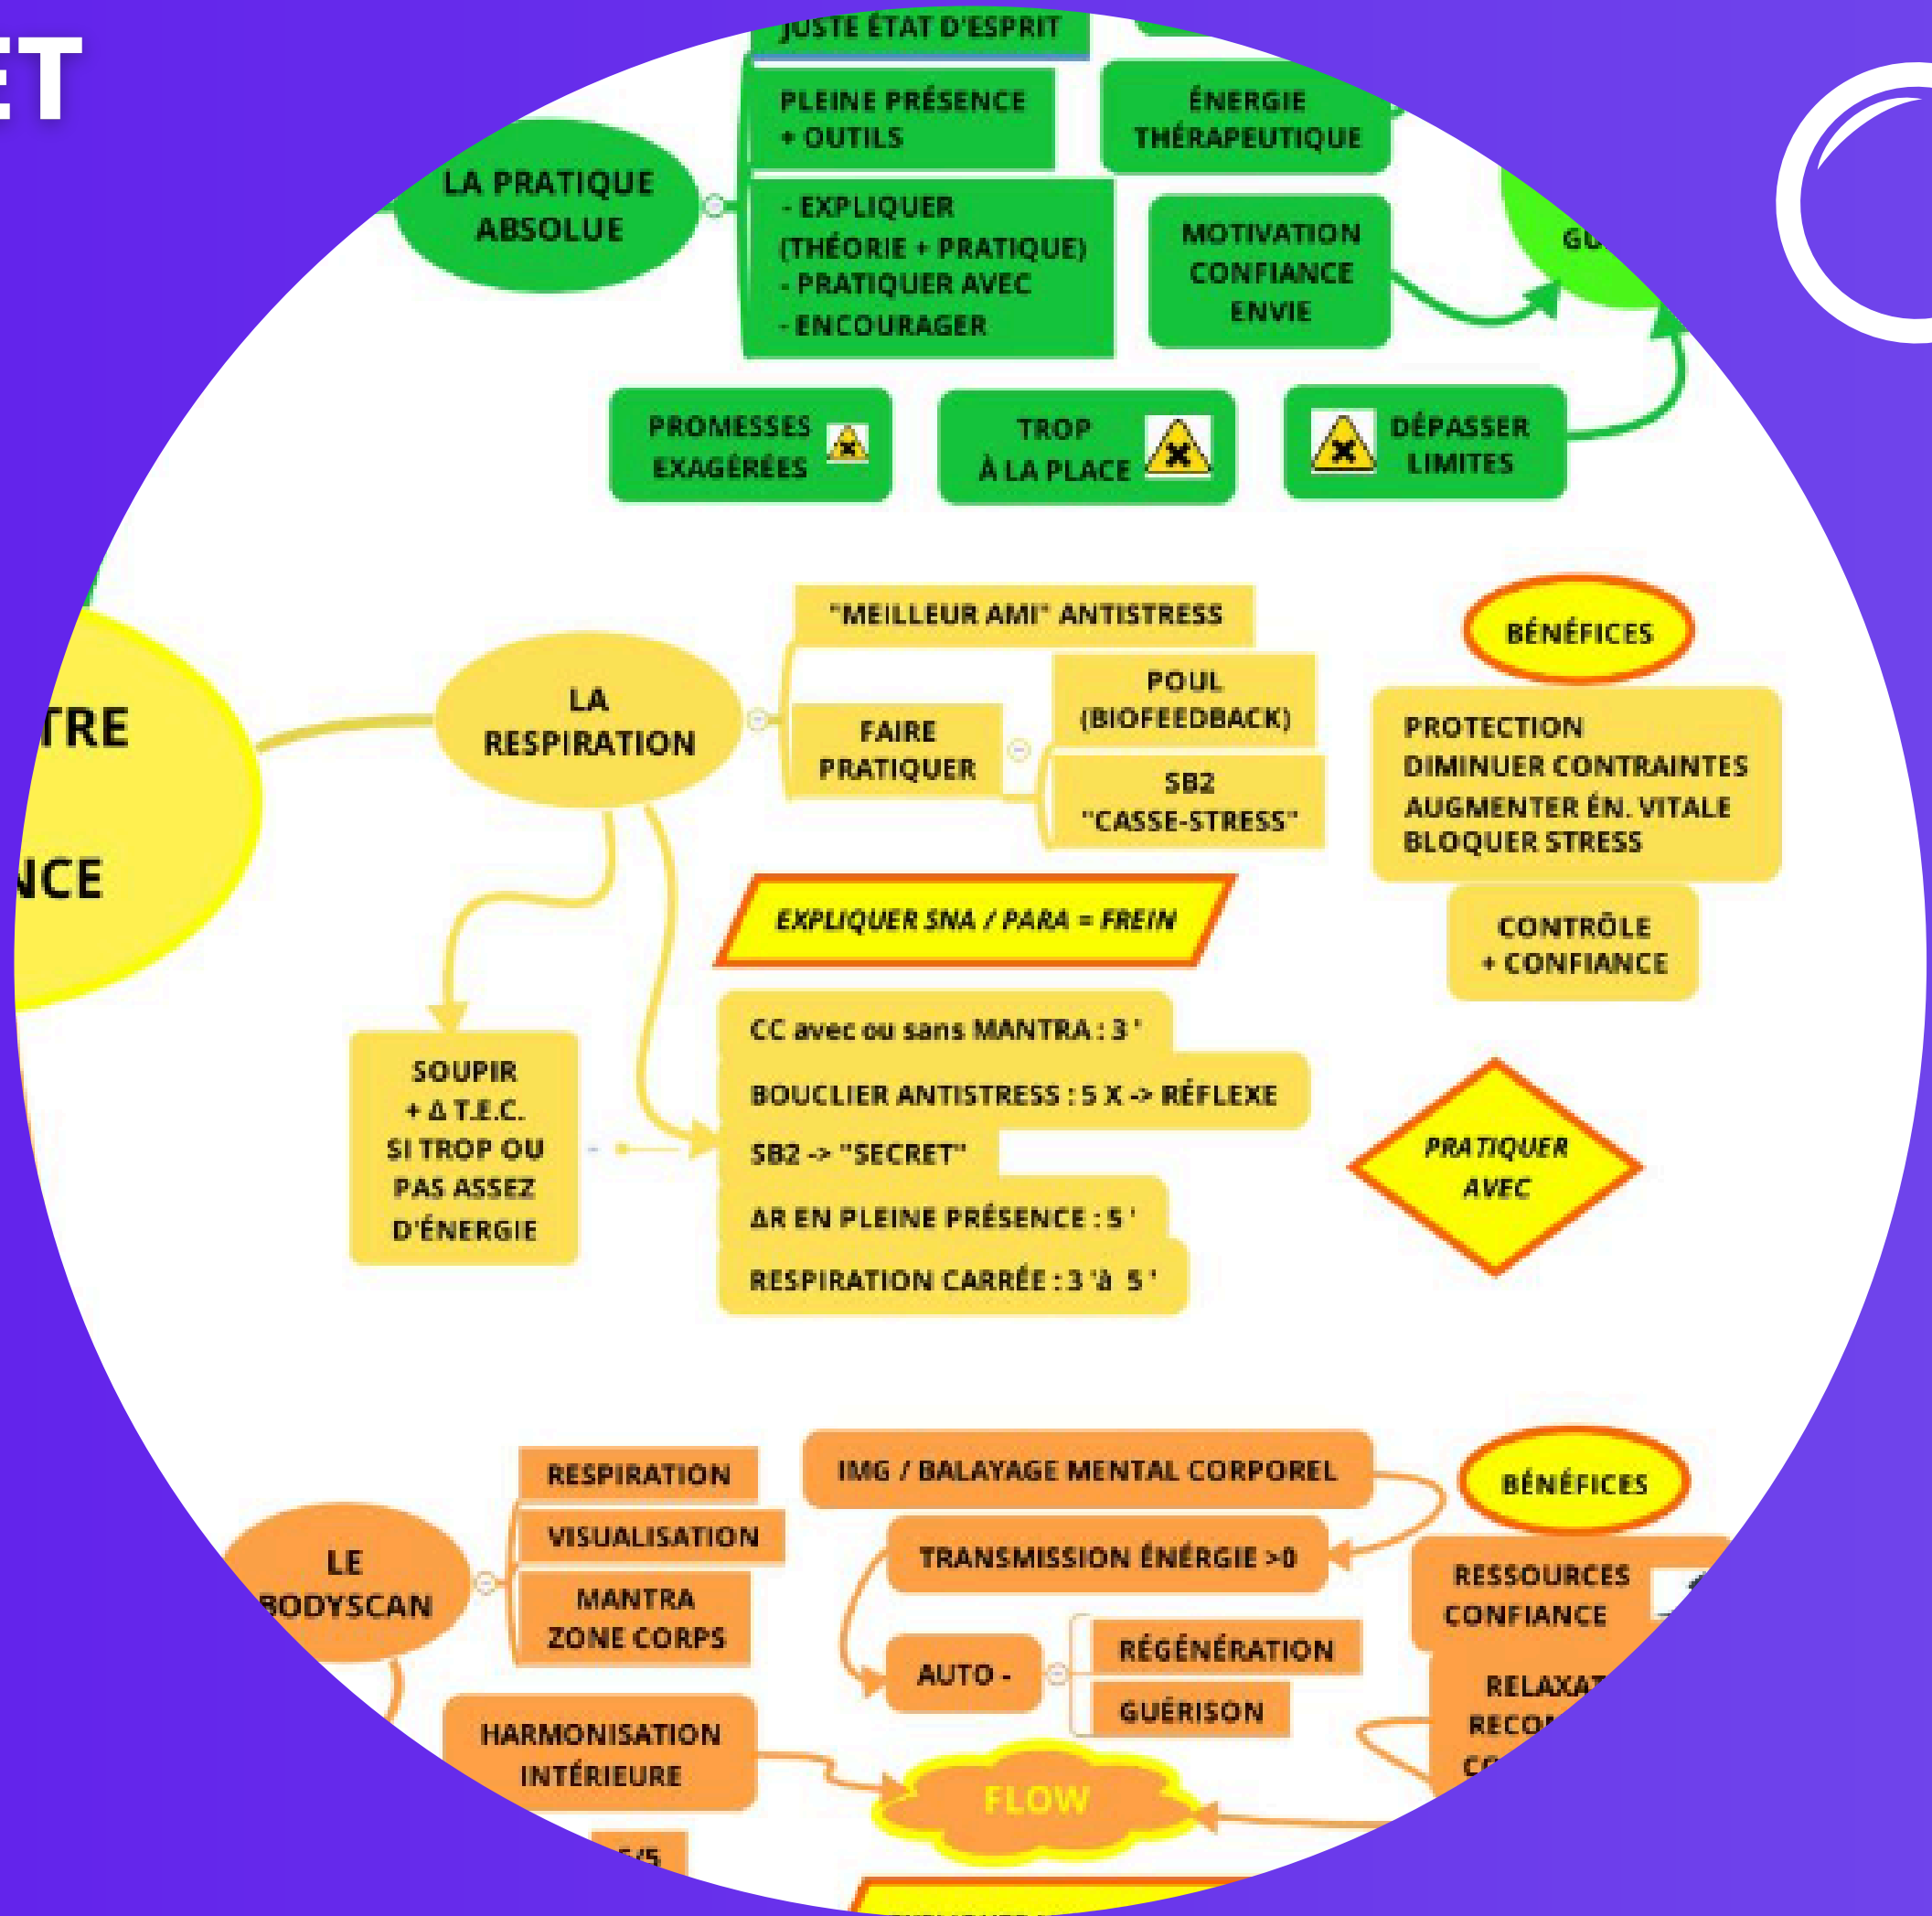 ET
JUSTE ÉTAT D'ESPRIT
PLEINE PRÉSENCE
+ OUTILS
ÉNERGIE
THÉRAPEUTIQUE
LA PRATIQUE
ABSOLUE
- EXPLIQUER
(THÉORIE + PRATIQUE)
- PRATIQUER AVEC
- ENCOURAGER
MOTIVATION
CONFIANCE
ENVIE
PROMESSES
EXAGÉRÉES
TROP
À LA PLACE
DÉPASSER
LIMITES
TRE
NCE
LA
RESPIRATION
"MEILLEUR AMI" ANTISTRESS
FAIRE
PRATIQUER
POUL
(BIOFEEDBACK)
SB2
"CASSE-STRESS"
BÉNÉFICES
PROTECTION
DIMINUER CONTRAINTES
AUGMENTER ÉN. VITALE
BLOQUER STRESS
CONTRÔLE
+ CONFIANCE
EXPLIQUER SNA / PARA = FREIN
SOUPIR
+ Δ T.E.C.
SI TROP OU
PAS ASSEZ
D'ÉNERGIE
CC avec ou sans MANTRA : 3 '
BOUCLIER ANTISTRESS : 5 X -> RÉFLEXE
SB2 -> "SECRET"
ΔR EN PLEINE PRÉSENCE : 5 '
RESPIRATION CARRÉE : 3 'à 5 '
PRATIQUER
AVEC
LE
BODYSCAN
RESPIRATION
VISUALISATION
MANTRA
ZONE CORPS
IMG / BALAYAGE MENTAL CORPOREL
TRANSMISSION ÉNÉRGIE >0
AUTO -
RÉGÉNÉRATION
GUÉRISON
BÉNÉFICES
RESSOURCES
CONFIANCE
RELAXAT
RECO
HARMONISATION
INTÉRIEURE
FLOW